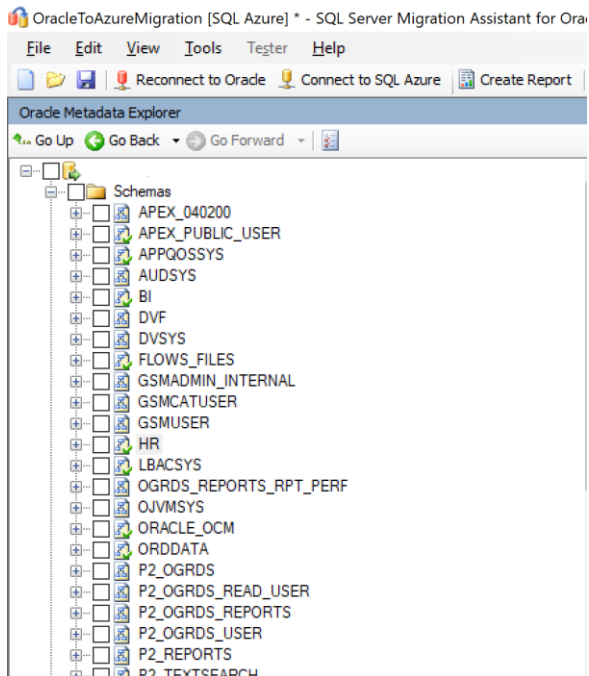 OracleToAzureMigration [SQL Azure] * - SQL Server Migration Assistant for Ora
File Edit View Tools Tester Help
Reconnect to Oracle Connect to SQL Azure Create Report
Oracle Metadata Explorer
Go Up Go Back Go Forward
Schemas
APEX_040200
APEX_PUBLIC_USER
APPQOSSYS
AUDSYS
BI
DVF
DVSYS
FLOWS_FILES
GSMADMIN_INTERNAL
GSMCATUSER
GSMUSER
HR
LBACSYS
OGRDS_REPORTS_RPT_PERF
OJVMSYS
ORACLE_OCM
ORDDATA
P2_OGRDS
P2_OGRDS_READ_USER
P2_OGRDS_REPORTS
P2_OGRDS_USER
P2_REPORTS
P2_TEXTSEARCH